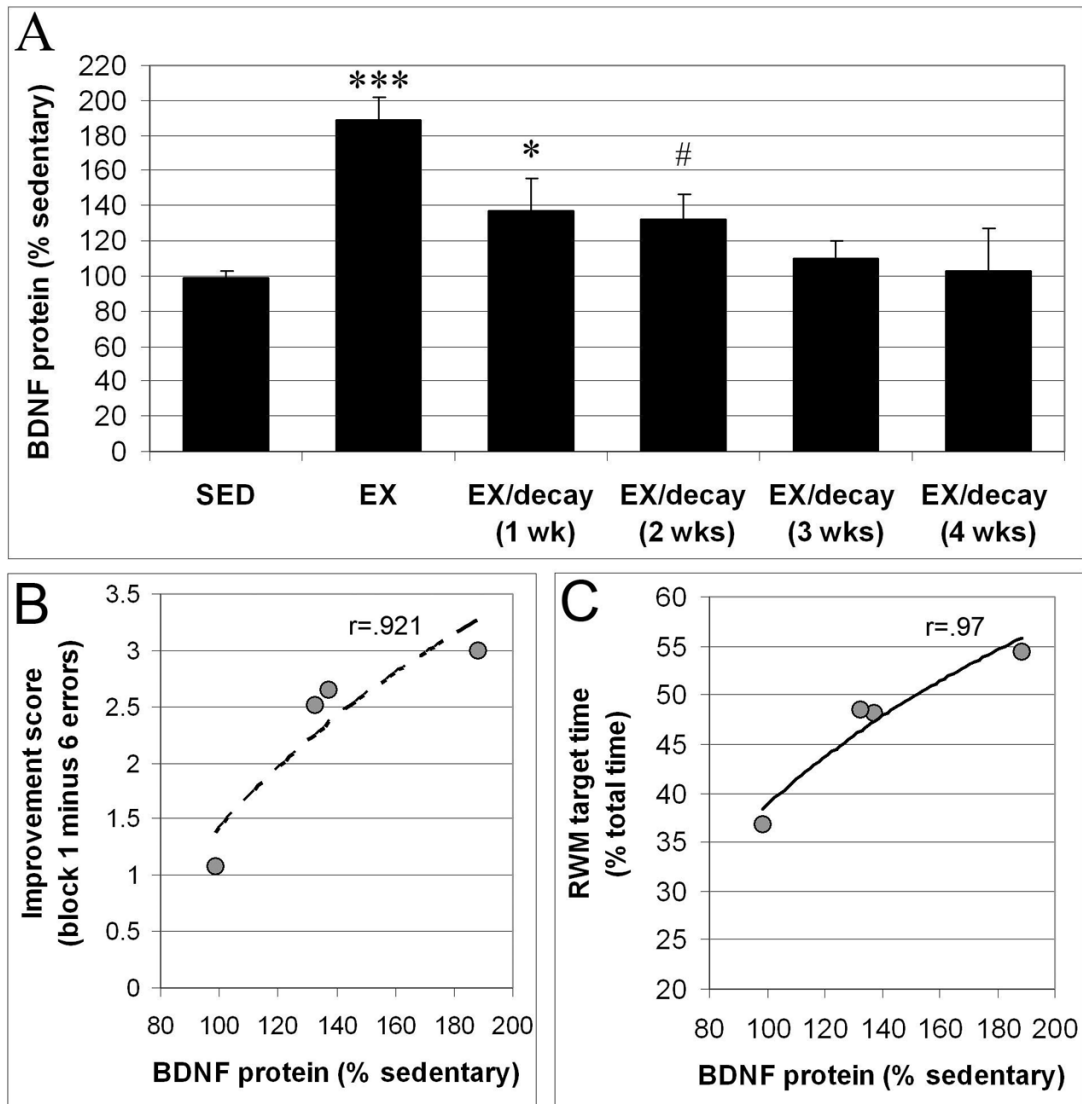 A
BDNF protein (% sedentary)
220
200
180
160
140
120
100
80
60
40
20
0
***
*
#
SED EX EX/decay EX/decay EX/decay EX/decay
(1 wk) (2 wks) (3 wks) (4 wks)
B
Improvement score
(block 1 minus 6 errors)
3.5
3
2.5
2
1.5
1
0.5
0
r=.921
80 100 120 140 160 180 200
BDNF protein (% sedentary)
C
RWM target time
(% total time)
60
55
50
45
40
35
30
25
20
r=.97
80 100 120 140 160 180 200
BDNF protein (% sedentary)